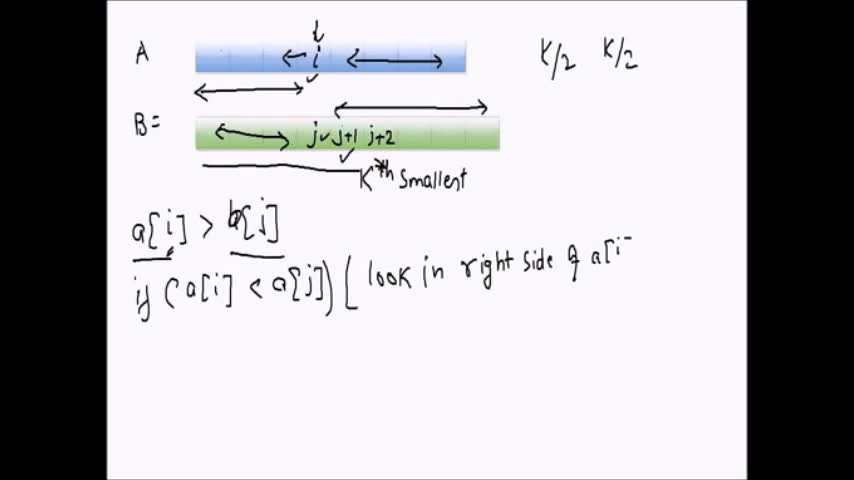 A i K/2 K/2
B= j j+1 j+2
Kth smallest
a[i] > b[j]
if (a[i] < a[j]) [ look in right side of a[i